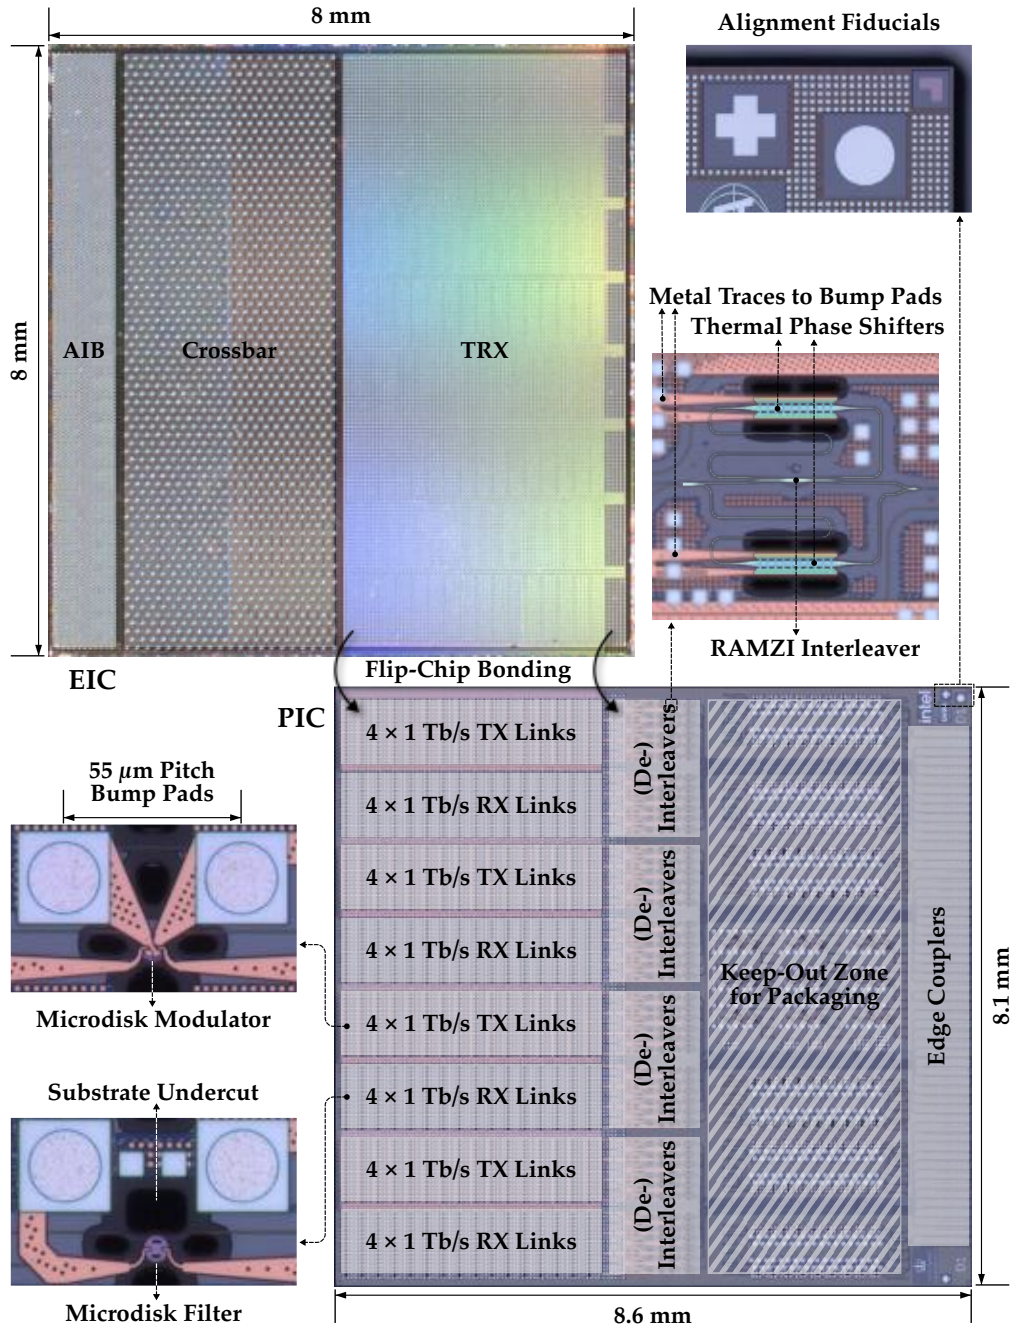 8 mm
Alignment Fiducials
8 mm
AIB
Crossbar
TRX
Metal Traces to Bump Pads
Thermal Phase Shifters
RAMZI Interleaver
EIC
Flip-Chip Bonding
PIC
intel
4 × 1 Tb/s TX Links
4 × 1 Tb/s RX Links
4 × 1 Tb/s TX Links
4 × 1 Tb/s RX Links
4 × 1 Tb/s TX Links
4 × 1 Tb/s RX Links
4 × 1 Tb/s TX Links
4 × 1 Tb/s RX Links
(De-)
Interleavers
(De-)
Interleavers
(De-)
Interleavers
(De-)
Interleavers
Keep-Out Zone
for Packaging
Edge Couplers
8.1 mm
8.6 mm
55 µm Pitch
Bump Pads
Microdisk Modulator
Substrate Undercut
Microdisk Filter